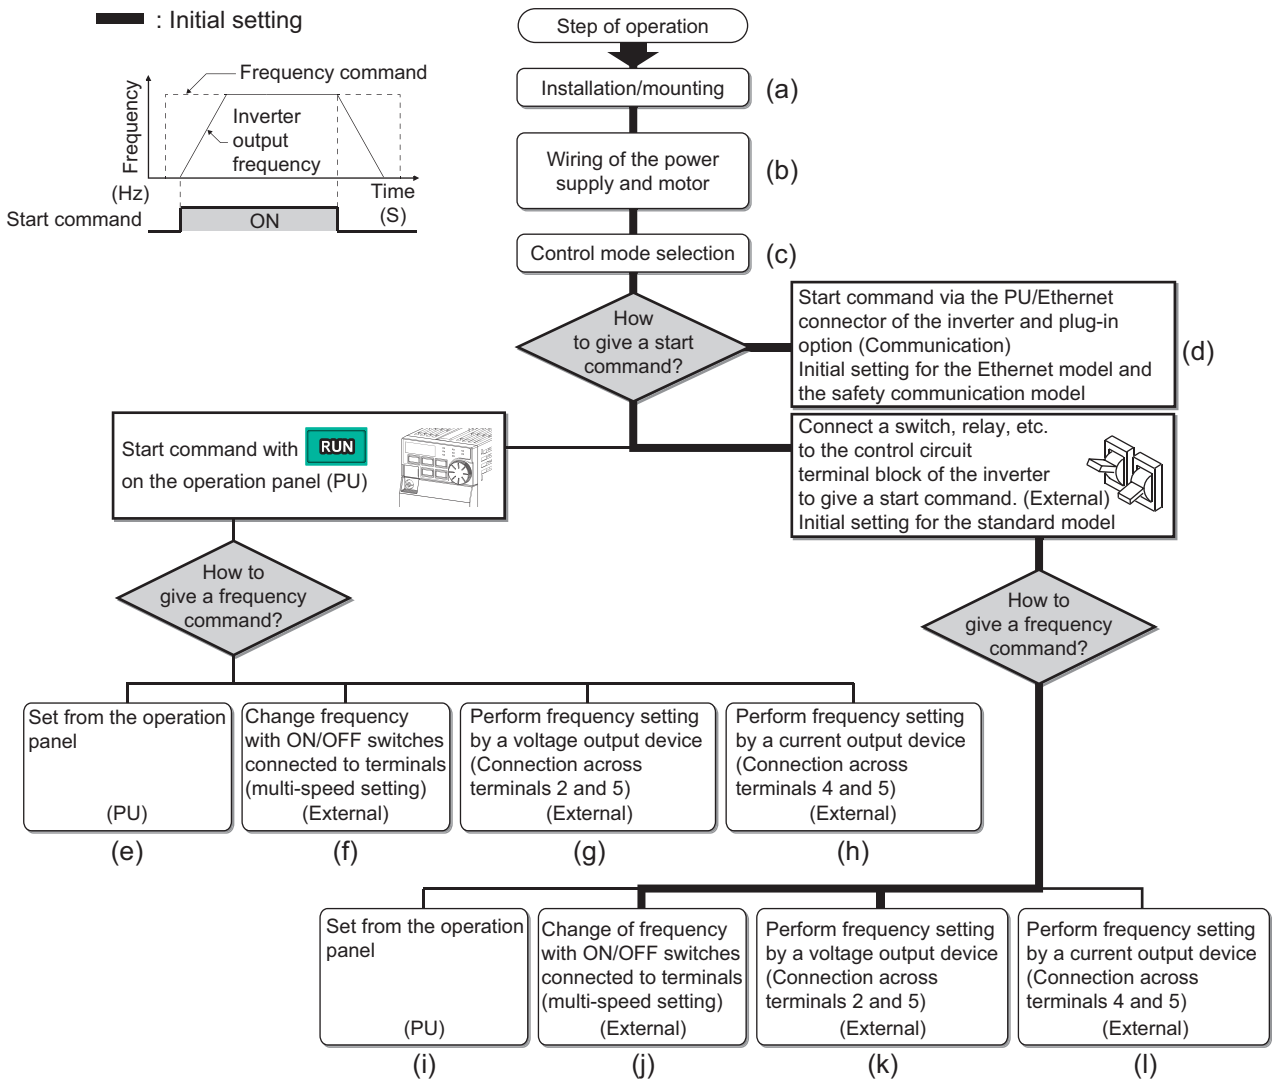 : Initial setting
Frequency command
Inverter
output
frequency
Frequency
(Hz)
Time
(S)
Start command
ON
Step of operation
Installation/mounting
(a)
Wiring of the power
supply and motor
(b)
Control mode selection
(c)
How
to give a start
command?
Start command via the PU/Ethernet
connector of the inverter and plug-in
option (Communication)
Initial setting for the Ethernet model and
the safety communication model
(d)
Start command with RUN
on the operation panel (PU)
Connect a switch, relay, etc.
to the control circuit
terminal block of the inverter
to give a start command. (External)
Initial setting for the standard model
How to
give a frequency
command?
How to
give a frequency
command?
Set from the operation
panel
(PU)
(e)
Change frequency
with ON/OFF switches
connected to terminals
(multi-speed setting)
(External)
(f)
Perform frequency setting
by a voltage output device
(Connection across
terminals 2 and 5)
(External)
(g)
Perform frequency setting
by a current output device
(Connection across
terminals 4 and 5)
(External)
(h)
Set from the operation
panel
(PU)
(i)
Change of frequency
with ON/OFF switches
connected to terminals
(multi-speed setting)
(External)
(j)
Perform frequency setting
by a voltage output device
(Connection across
terminals 2 and 5)
(External)
(k)
Perform frequency setting
by a current output device
(Connection across
terminals 4 and 5)
(External)
(l)